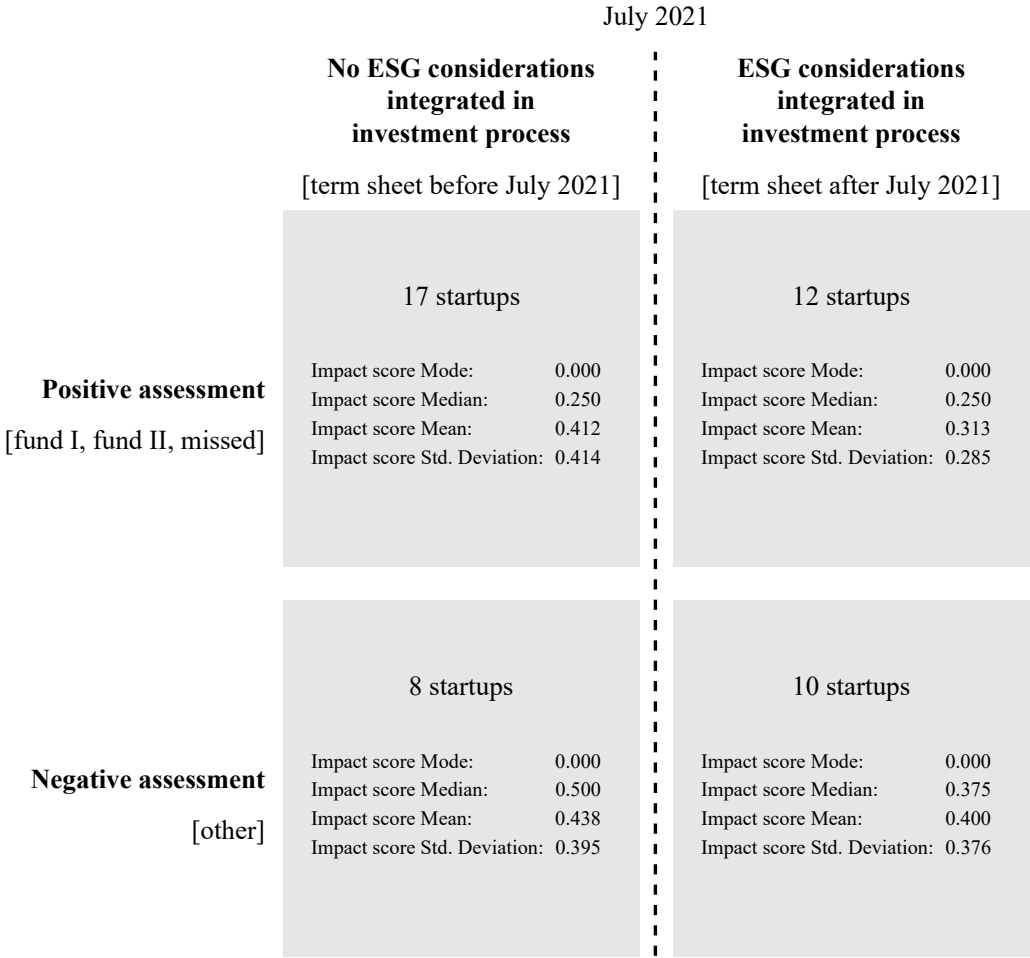 July 2021
No ESG considerations
integrated in
investment process
[term sheet before July 2021]
ESG considerations
integrated in
investment process
[term sheet after July 2021]
Positive assessment
[fund I, fund II, missed]
17 startups
Impact score Mode: 0.000
Impact score Median: 0.250
Impact score Mean: 0.412
Impact score Std. Deviation: 0.414
12 startups
Impact score Mode: 0.000
Impact score Median: 0.250
Impact score Mean: 0.313
Impact score Std. Deviation: 0.285
Negative assessment
[other]
8 startups
Impact score Mode: 0.000
Impact score Median: 0.500
Impact score Mean: 0.438
Impact score Std. Deviation: 0.395
10 startups
Impact score Mode: 0.000
Impact score Median: 0.375
Impact score Mean: 0.400
Impact score Std. Deviation: 0.376